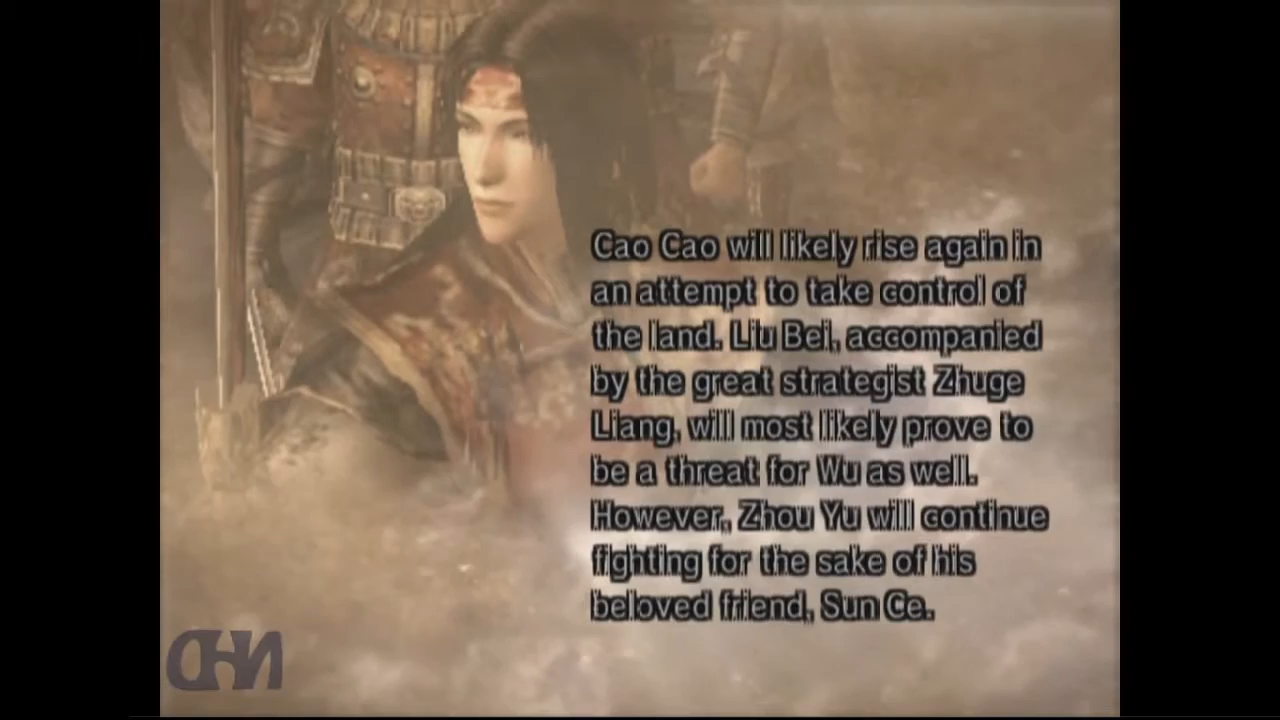 Cao Cao will likely rise again in
an attempt to take control of
the land. Liu Bei, accompanied
by the great strategist Zhuge
Liang, will most likely prove to
be a threat for Wu as well.
However, Zhou Yu will continue
fighting for the sake of his
beloved friend, Sun Ce.